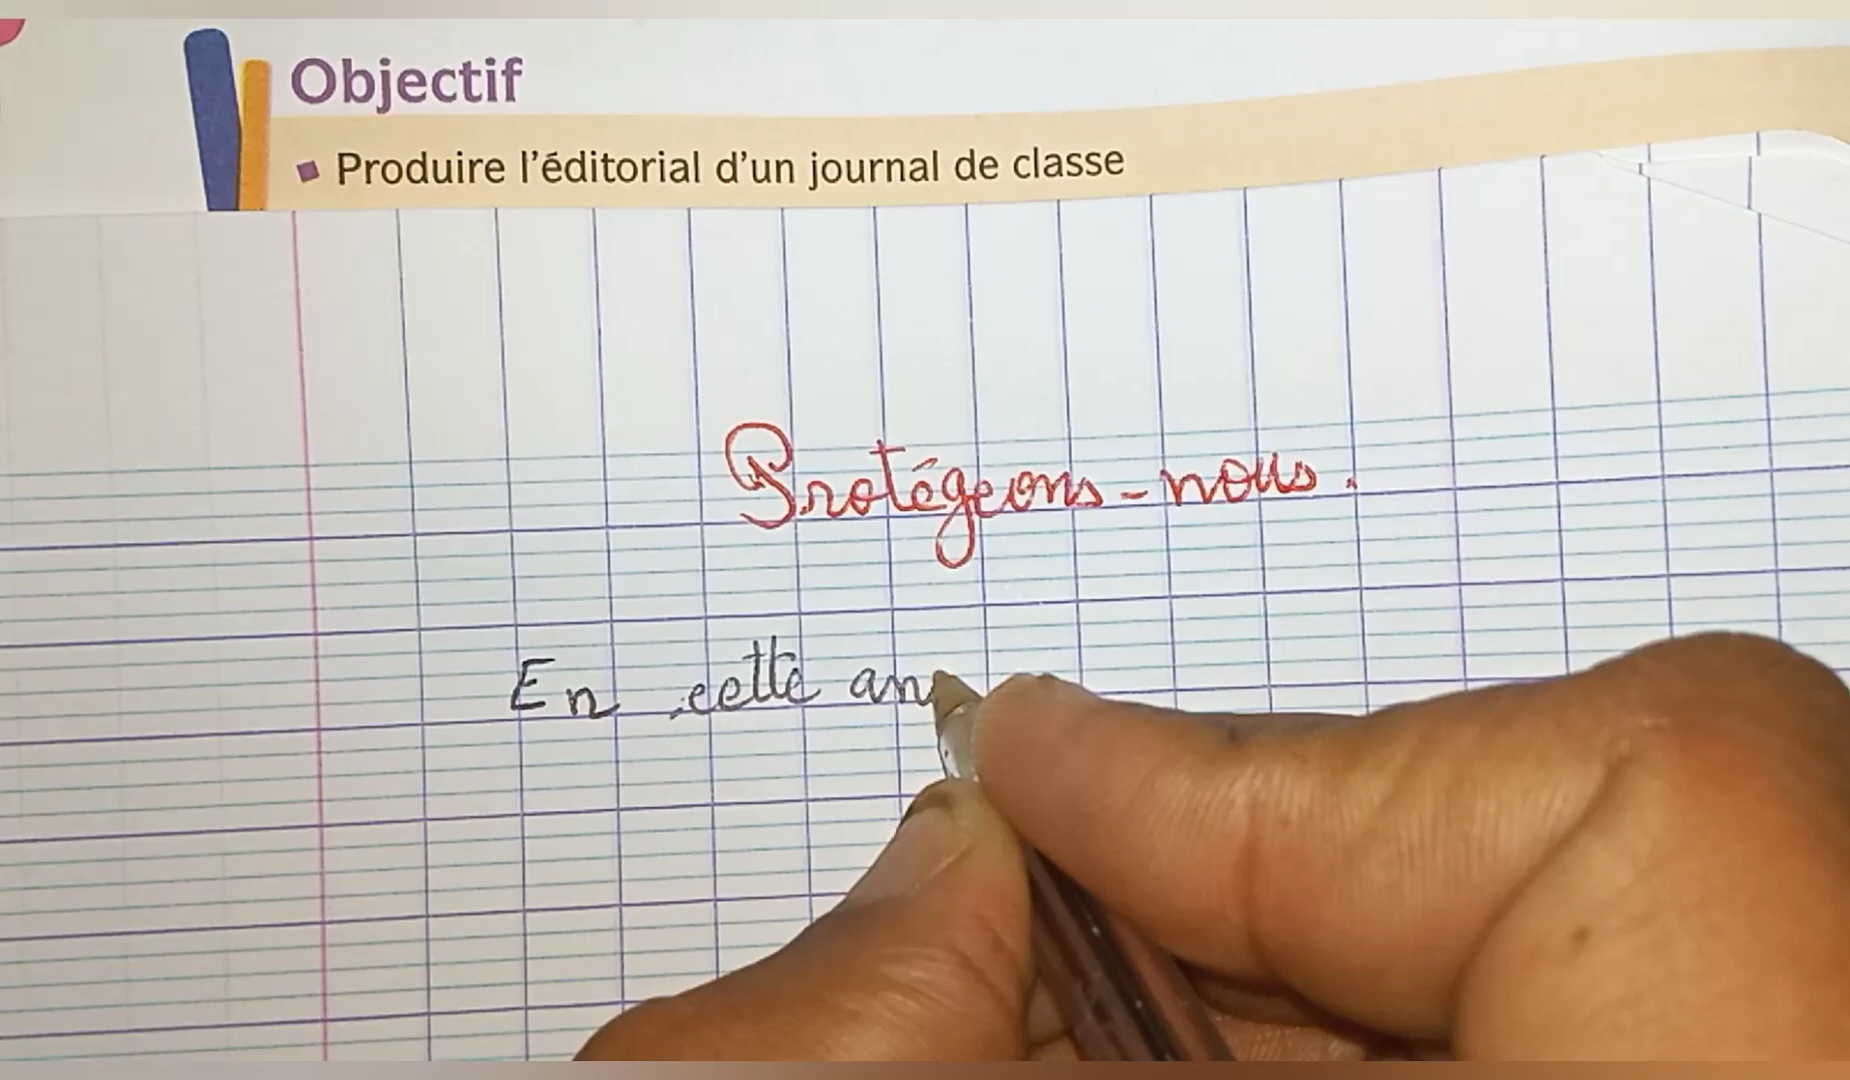 Objectif
Produire l'éditorial d'un journal de classe
Protégeons-nous.
En cette an